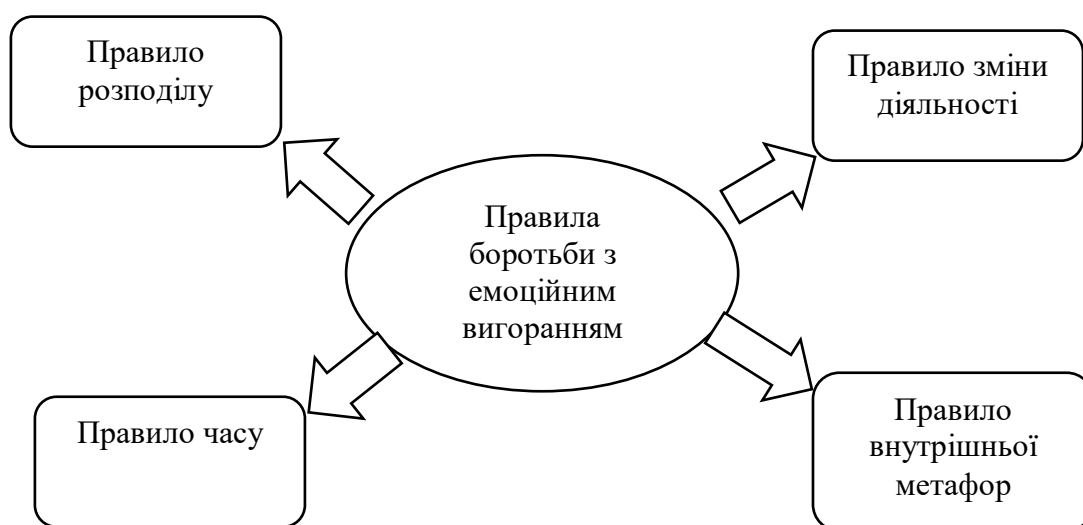 Правило
розподілу
Правило зміни
діяльності
Правила
боротьби з
емоційним
вигоранням
Правило часу
Правило
внутрішньої
метафор